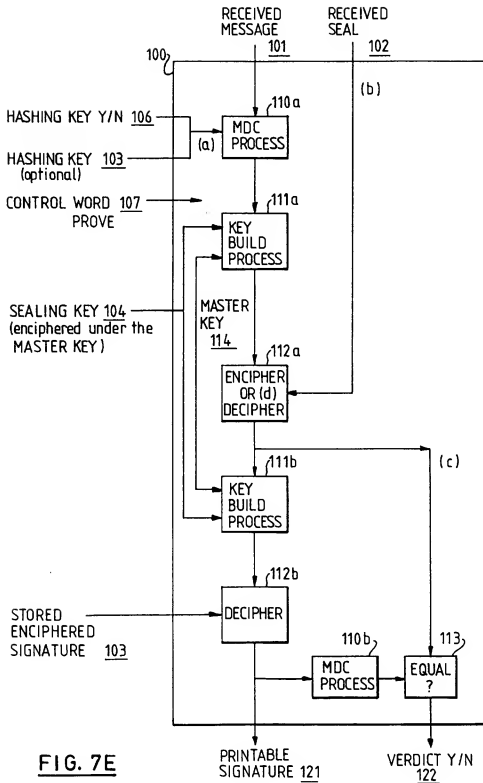 RECEIVED
MESSAGE
101
RECEIVED
SEAL
102
100
(b)
110a
HASHING KEY Y/N 106
MDC
PROCESS
(a)
HASHING KEY 103
(optional)
CONTROL WORD 107
PROVE
111a
KEY
BUILD
PROCESS
SEALING KEY 104
(enciphered under the
MASTER KEY)
MASTER
KEY
114
112a
ENCIPHER
OR (d)
DECIPHER
111b
(c)
KEY
BUILD
PROCESS
112b
DECIPHER
STORED
ENCIPHERED
SIGNATURE 103
110b
MDC
PROCESS
113
EQUAL
?
FIG. 7E
PRINTABLE
SIGNATURE 121
VERDICT Y/N
122